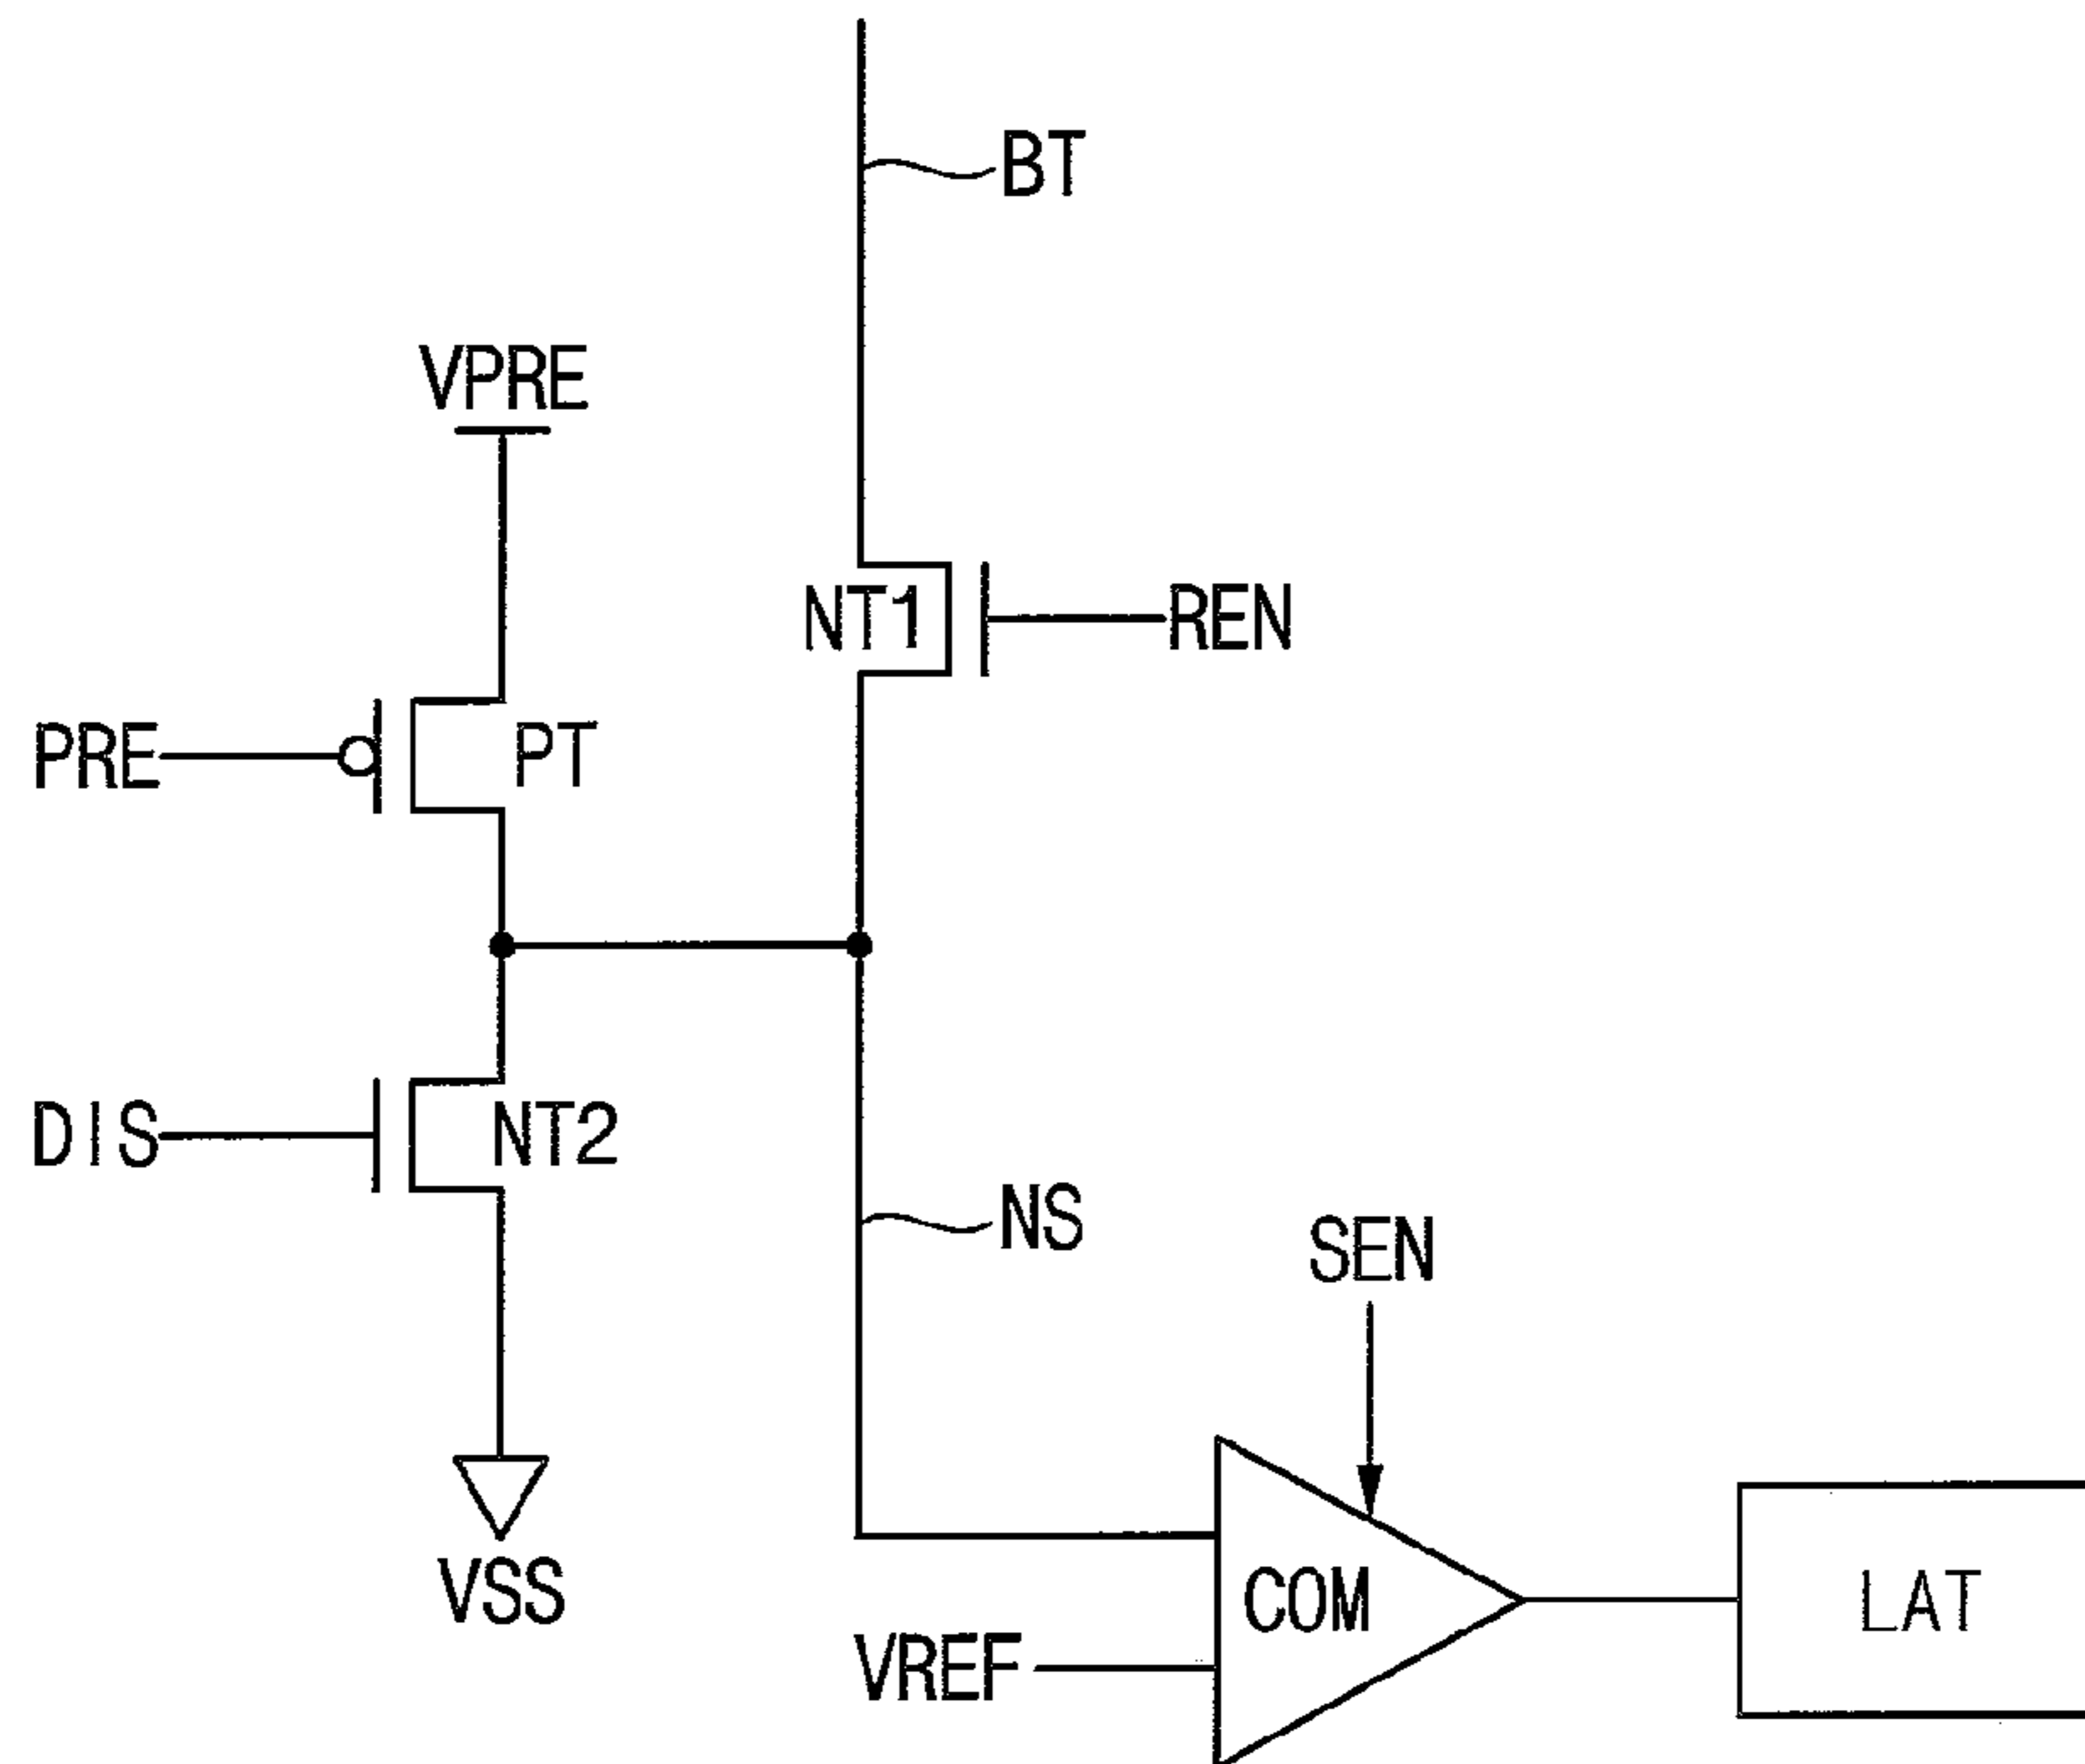 BT
VPRE
NT1
REN
PRE
PT
DIS
NT2
NS
SEN
VSS
COM
LAT
VREF